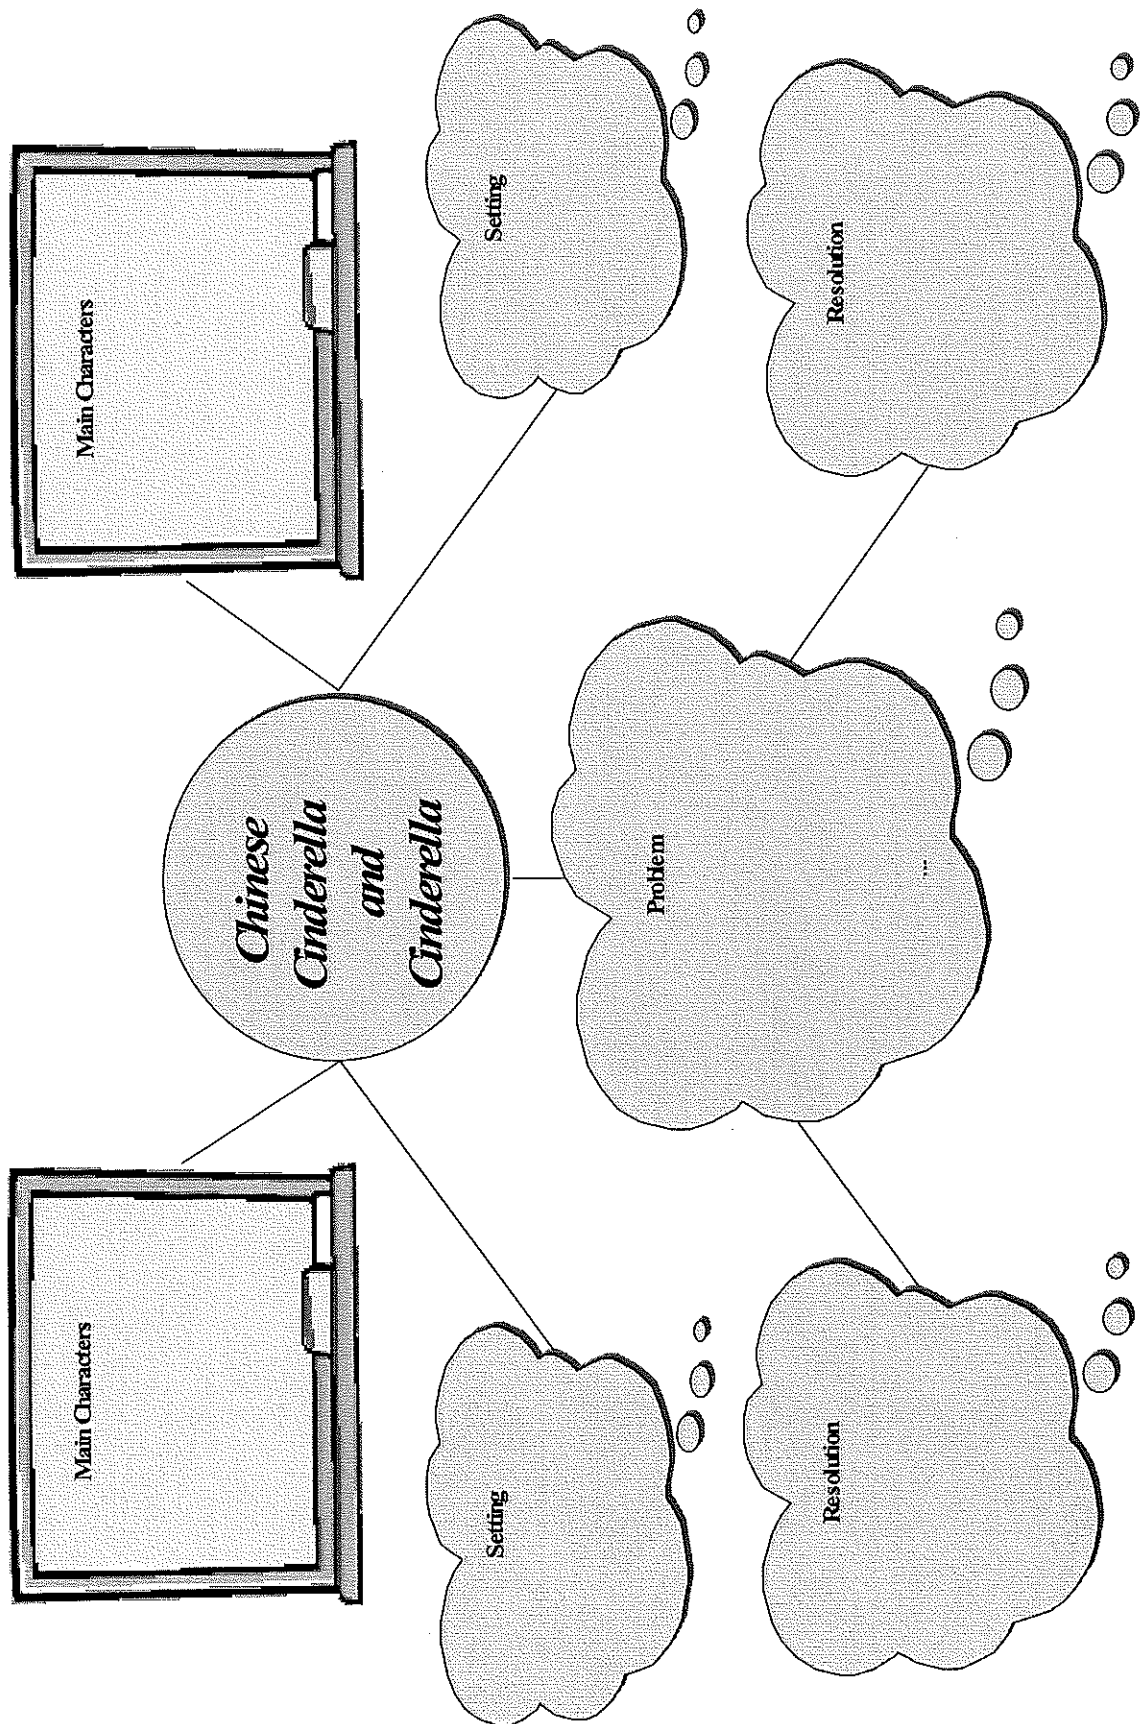 Main Characters
Main Characters
Chinese
Cinderella
and
Cinderella
Setting
Setting
Problem
...
Resolution
Resolution